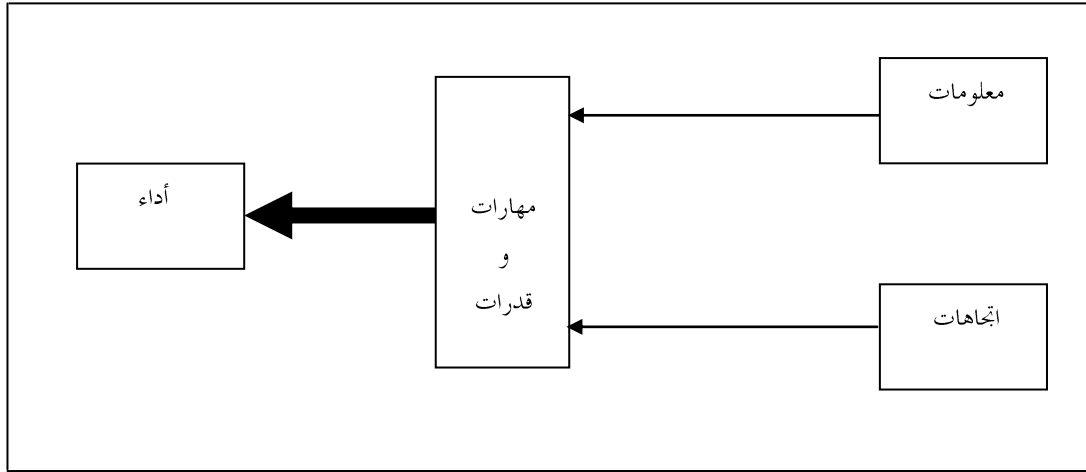 معلومات
اتجاهات
مهارات
و
قدرات
أداء